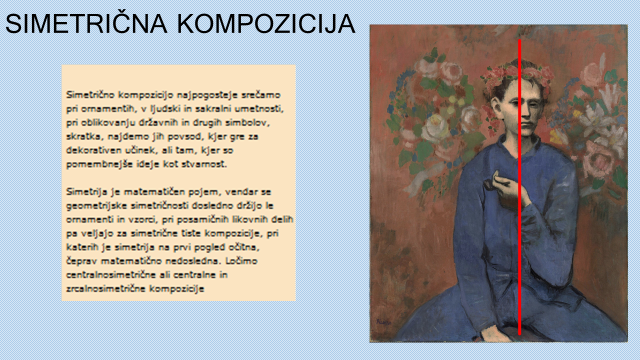 SIMETRIČNA KOMPOZICIJA
Simetrično kompozicijo najpogosteje srečamo
pri ornamentih, v ljudski in sakralni umetnosti,
pri oblikovanju državnih in drugih simbolov,
skratka, najdemo jih povsod, kjer gre za
dekorativen učinek, ali tam, kjer so
pomembnejše ideje kot stvarnost.
Simetrija je matematičen pojem, vendar se
geometrijske simetričnosti dosledno držijo le
ornamenti in vzorci, pri posamičnih likovnih delih
pa veljajo za simetrične tiste kompozicije, pri
katerih je simetrija na prvi pogled očitna,
čeprav matematično nedosledna. Ločimo
centralnosimetrične ali centralne in
zrcalnosimetrične kompozicije